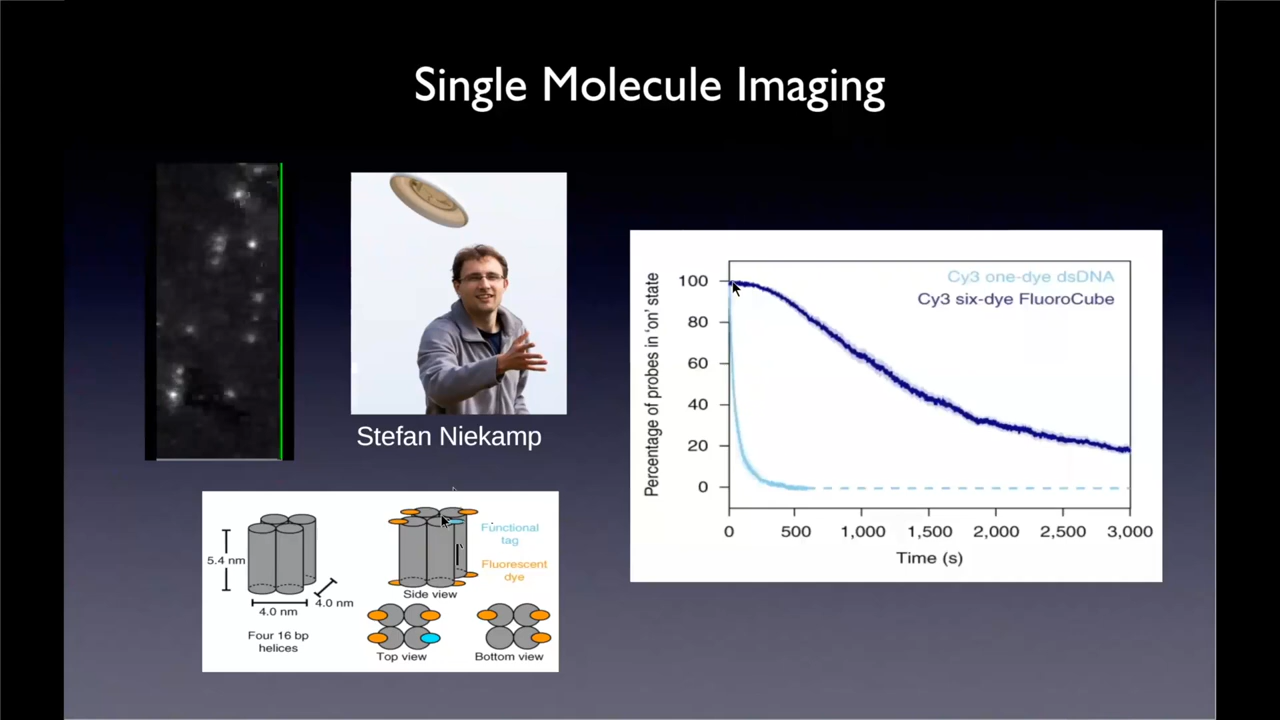 Single Molecule Imaging
Stefan Niekamp
5.4 nm
4.0 nm
4.0 nm
Four 16 bp
helices
Functional
tag
Fluorescent
dye
Side view
Top view
Bottom view
Cy3 one-dye dsDNA
Cy3 six-dye FluoroCube
Percentage of probes in 'on' state
100
80
60
40
20
0
0 500 1,000 1,500 2,000 2,500 3,000
Time (s)